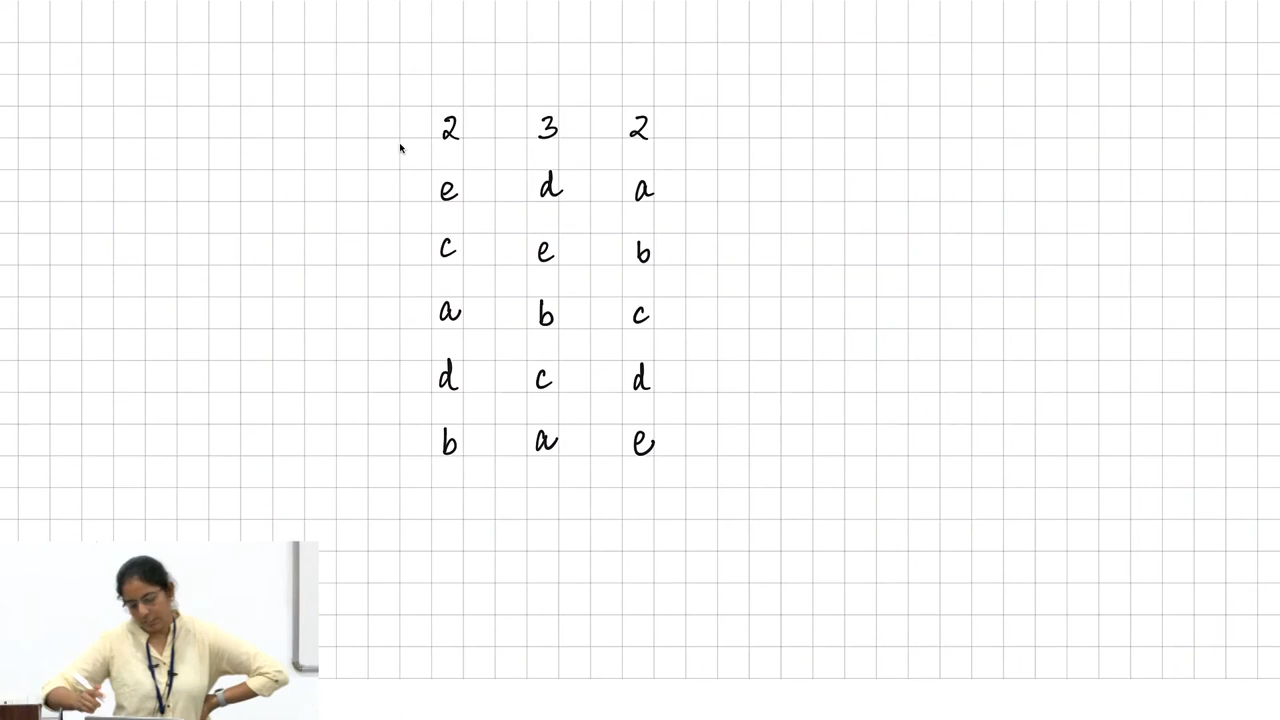 2 3 2
e d a
c e b
a b c
d c d
b a e